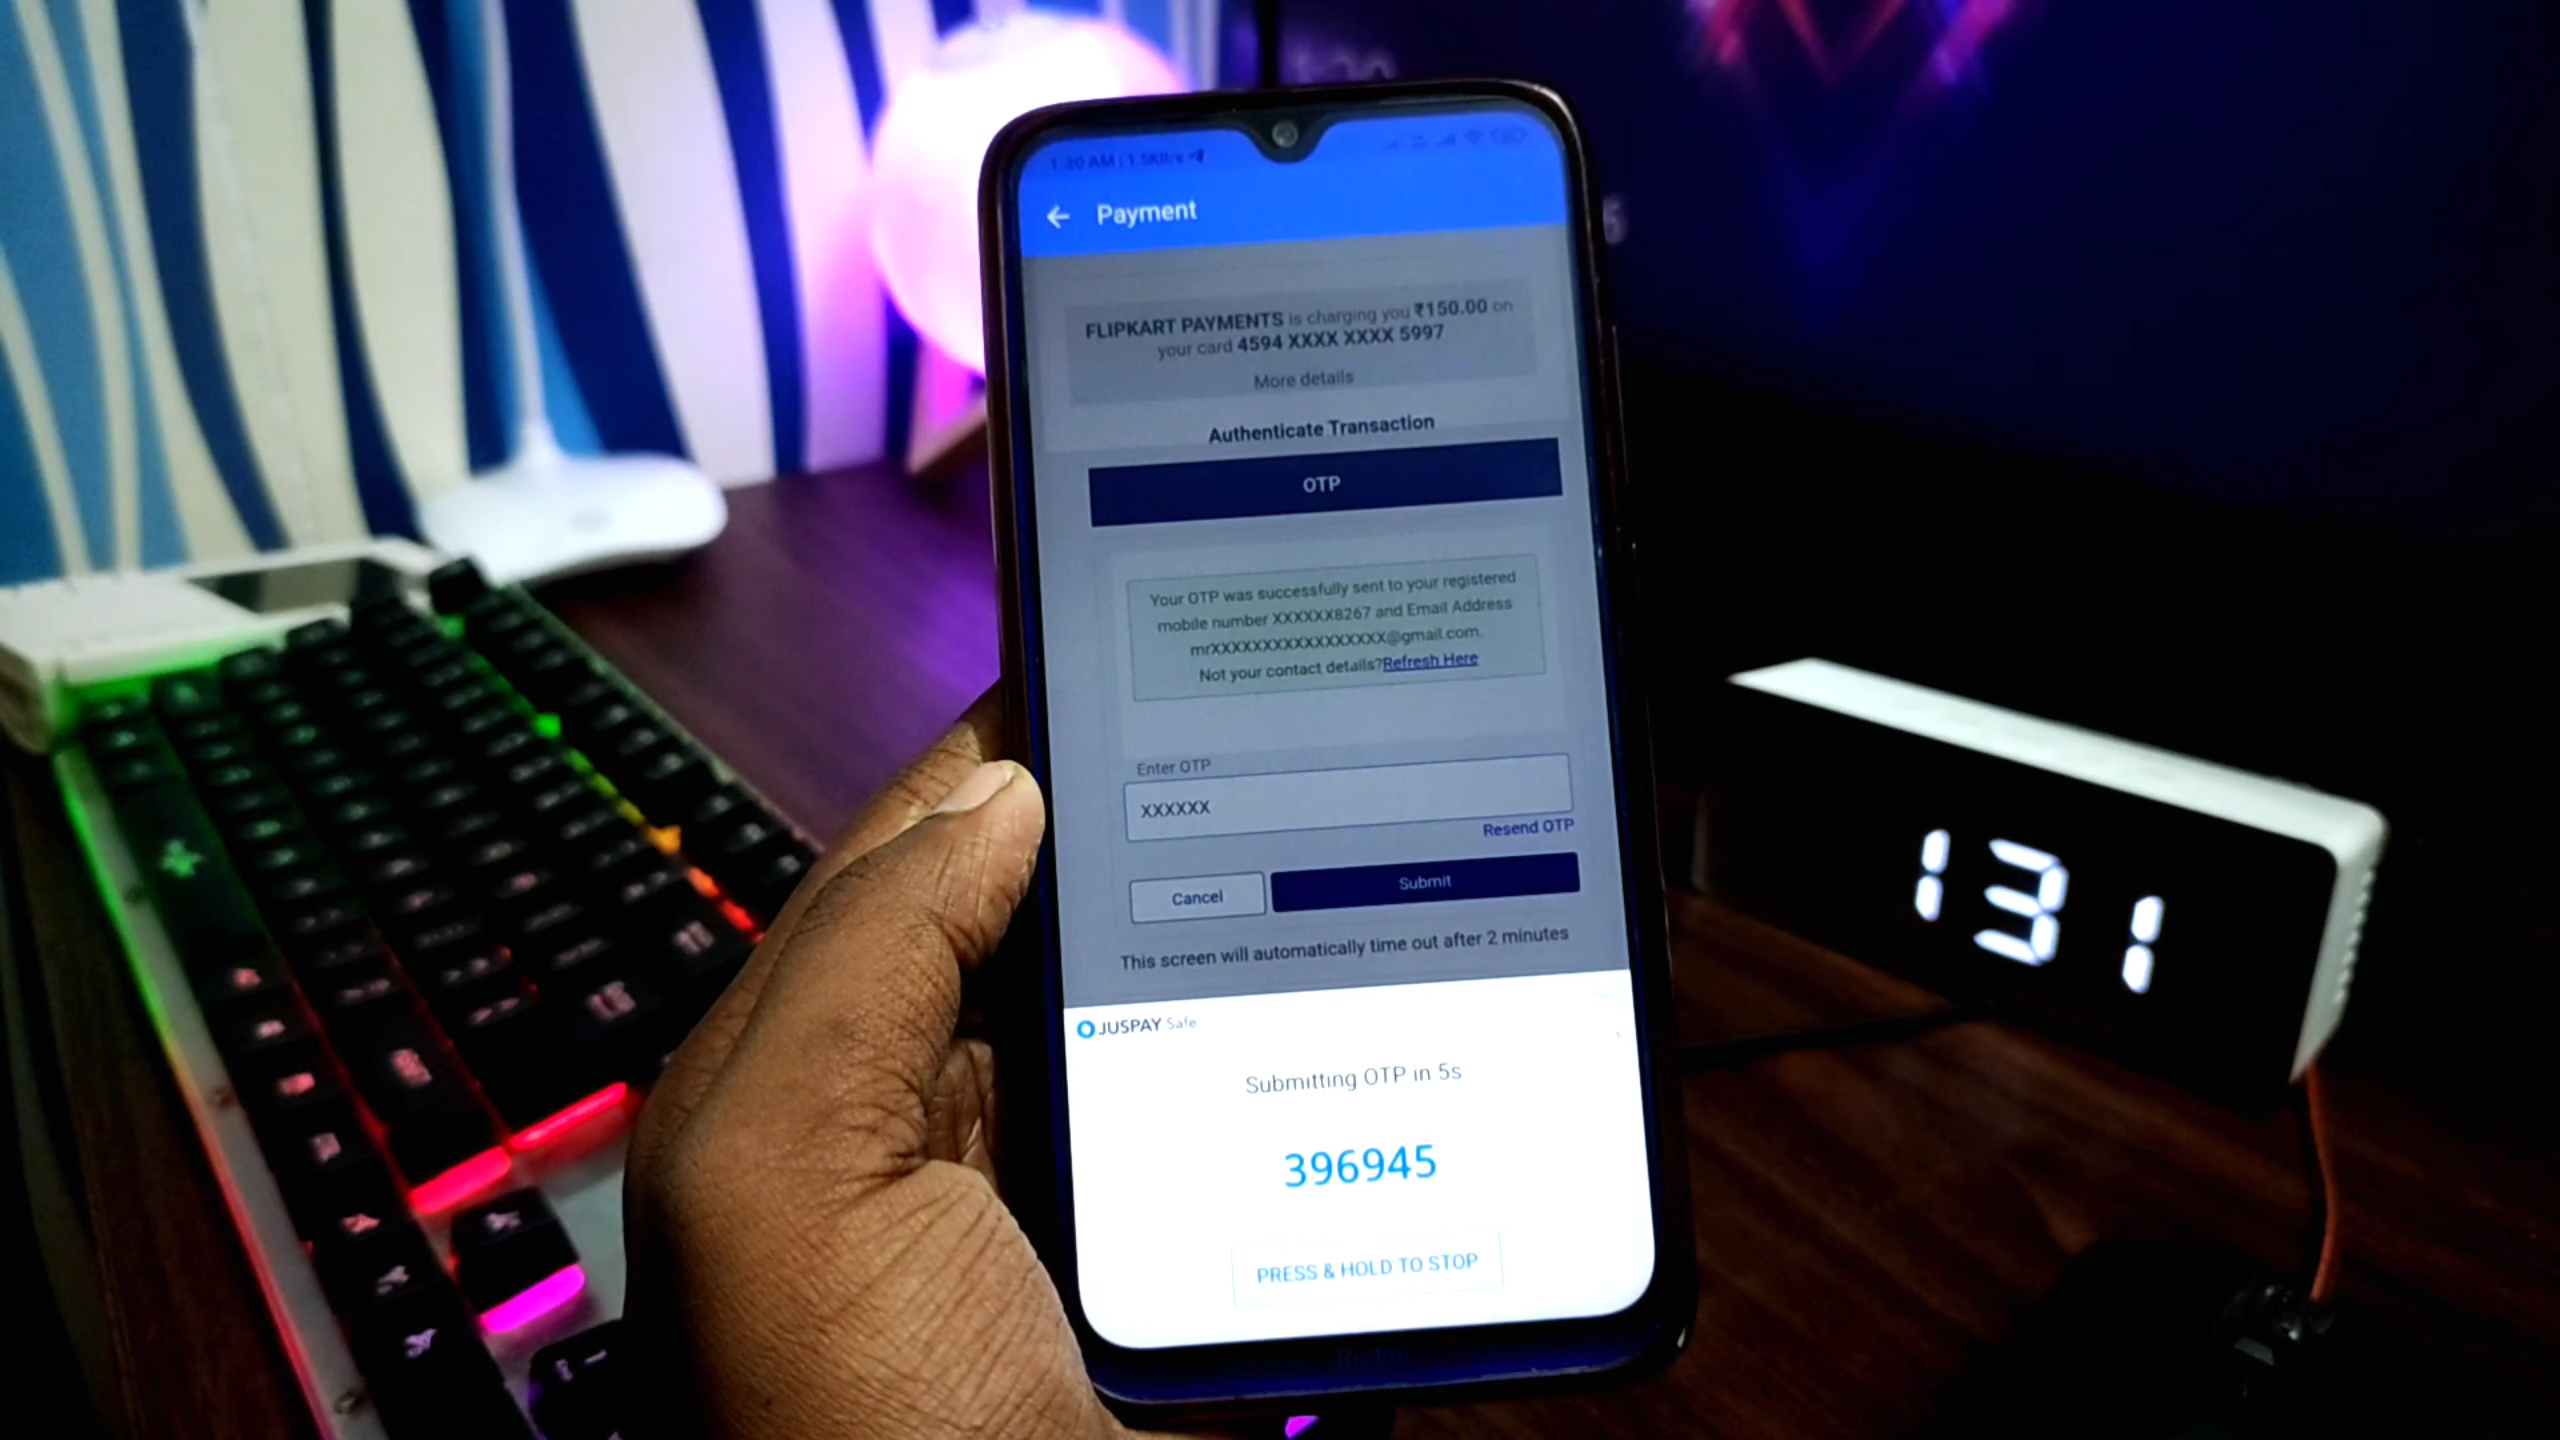 1:30 AM | 1.5KB/s
Payment
FLIPKART PAYMENTS is charging you ₹150.00 on
your card 4594 XXXX XXXX 5997
More details
Authenticate Transaction
OTP
Your OTP was successfully sent to your registered
mobile number XXXXXX8267 and Email Address
mrXXXXXXXXXXXXXXXXX@gmail.com.
Not your contact details?Refresh Here
Enter OTP
XXXXXX
Resend OTP
Cancel
Submit
This screen will automatically time out after 2 minutes
JUSPAY Safe
Submitting OTP in 5s
396945
PRESS & HOLD TO STOP
Redmi
131